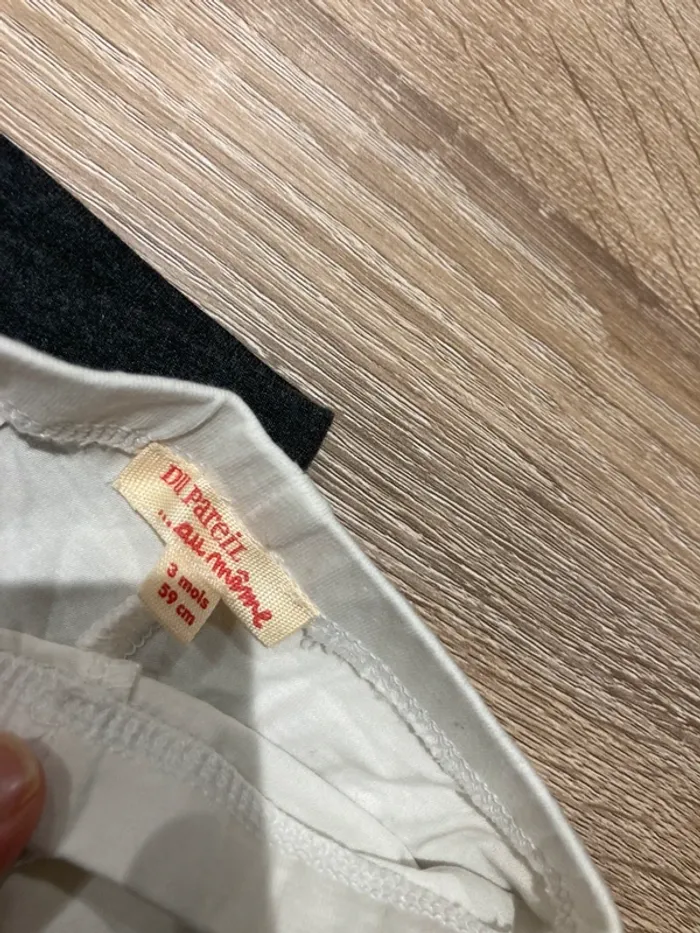 DU PaReiL
...au même
3 mois
59 cm